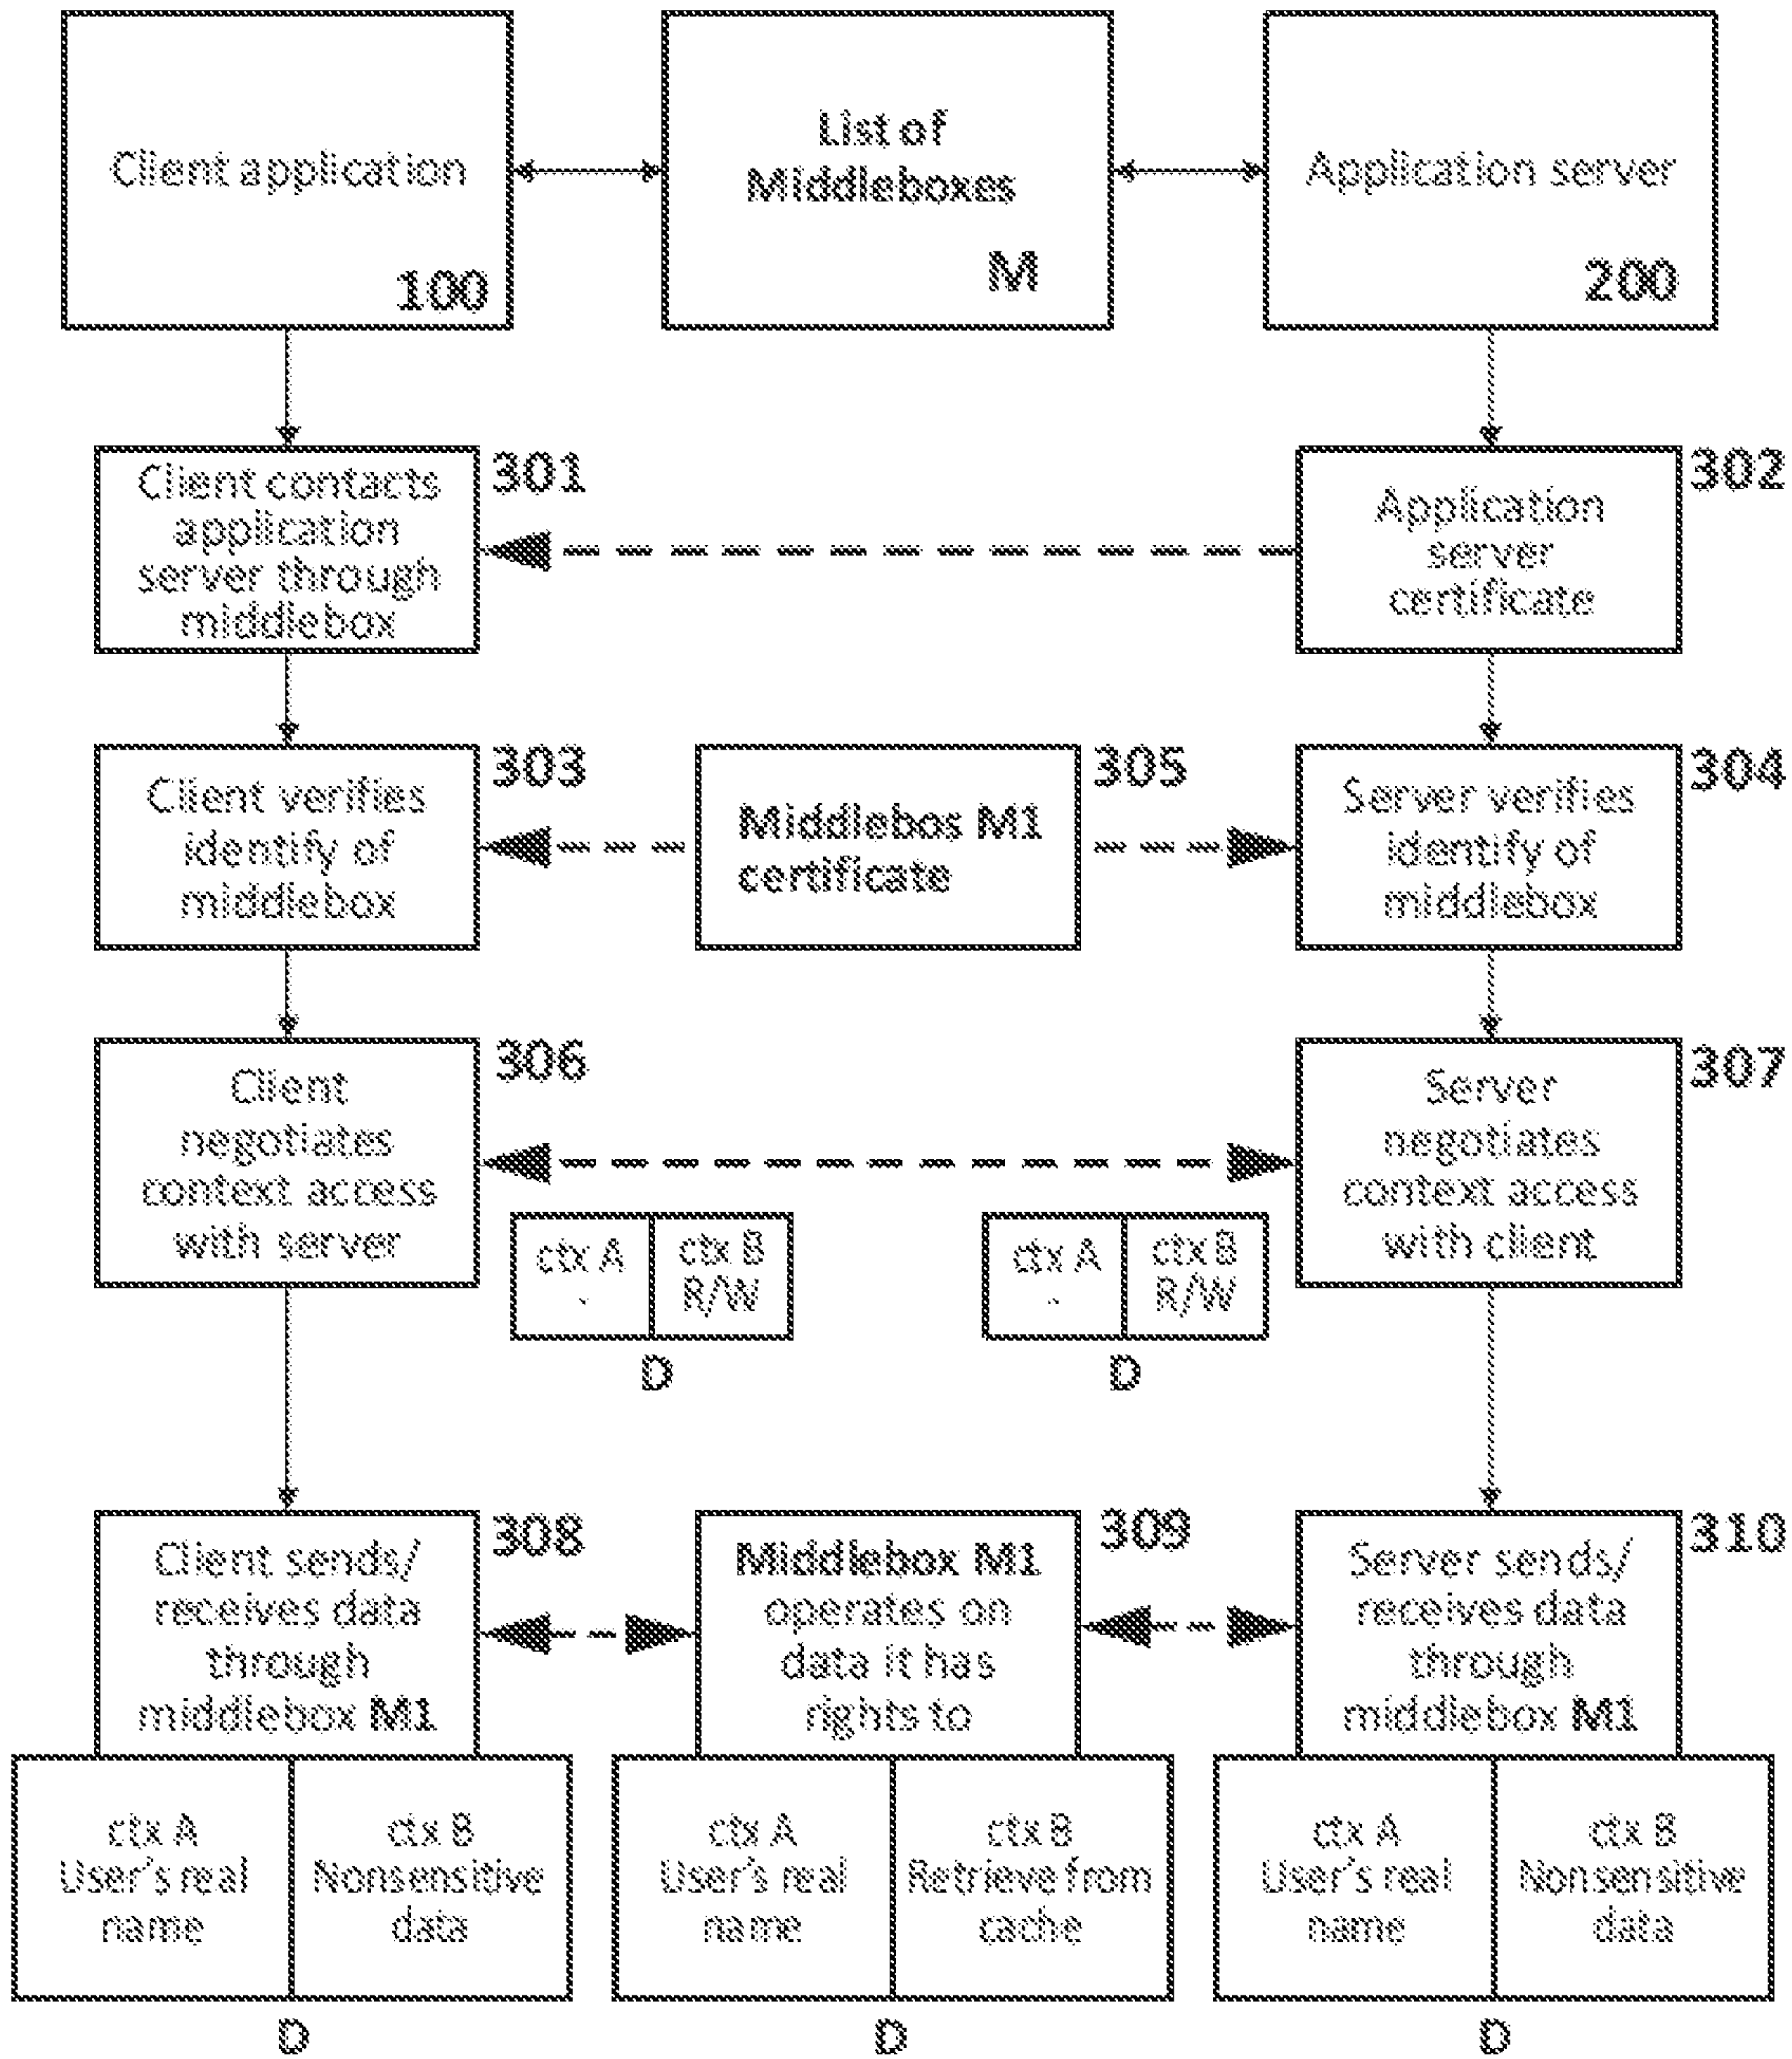 Client application
100
List of
Middleboxes
M
Application server
200
301
Client contacts
application
server through
middlebox
302
Application
server
certificate
303
Client verifies
identify of
middlebox
305
Middlebos M1
certificate
304
Server verifies
identify of
middlebox
306
Client
negotiates
context access
with server
307
Server
negotiates
context access
with client
ctx A
-
ctx B
R/W
D
ctx A
-
ctx B
R/W
D
308
Client sends/
receives data
through
middlebox M1
309
Middlebox M1
operates on
data it has
rights to
310
Server sends/
receives data
through
middlebox M1
ctx A
User's real
name
ctx B
Nonsensitive
data
D
ctx A
User's real
name
ctx B
Retrieve from
cache
D
ctx A
User's real
name
ctx B
Nonsensitive
data
D